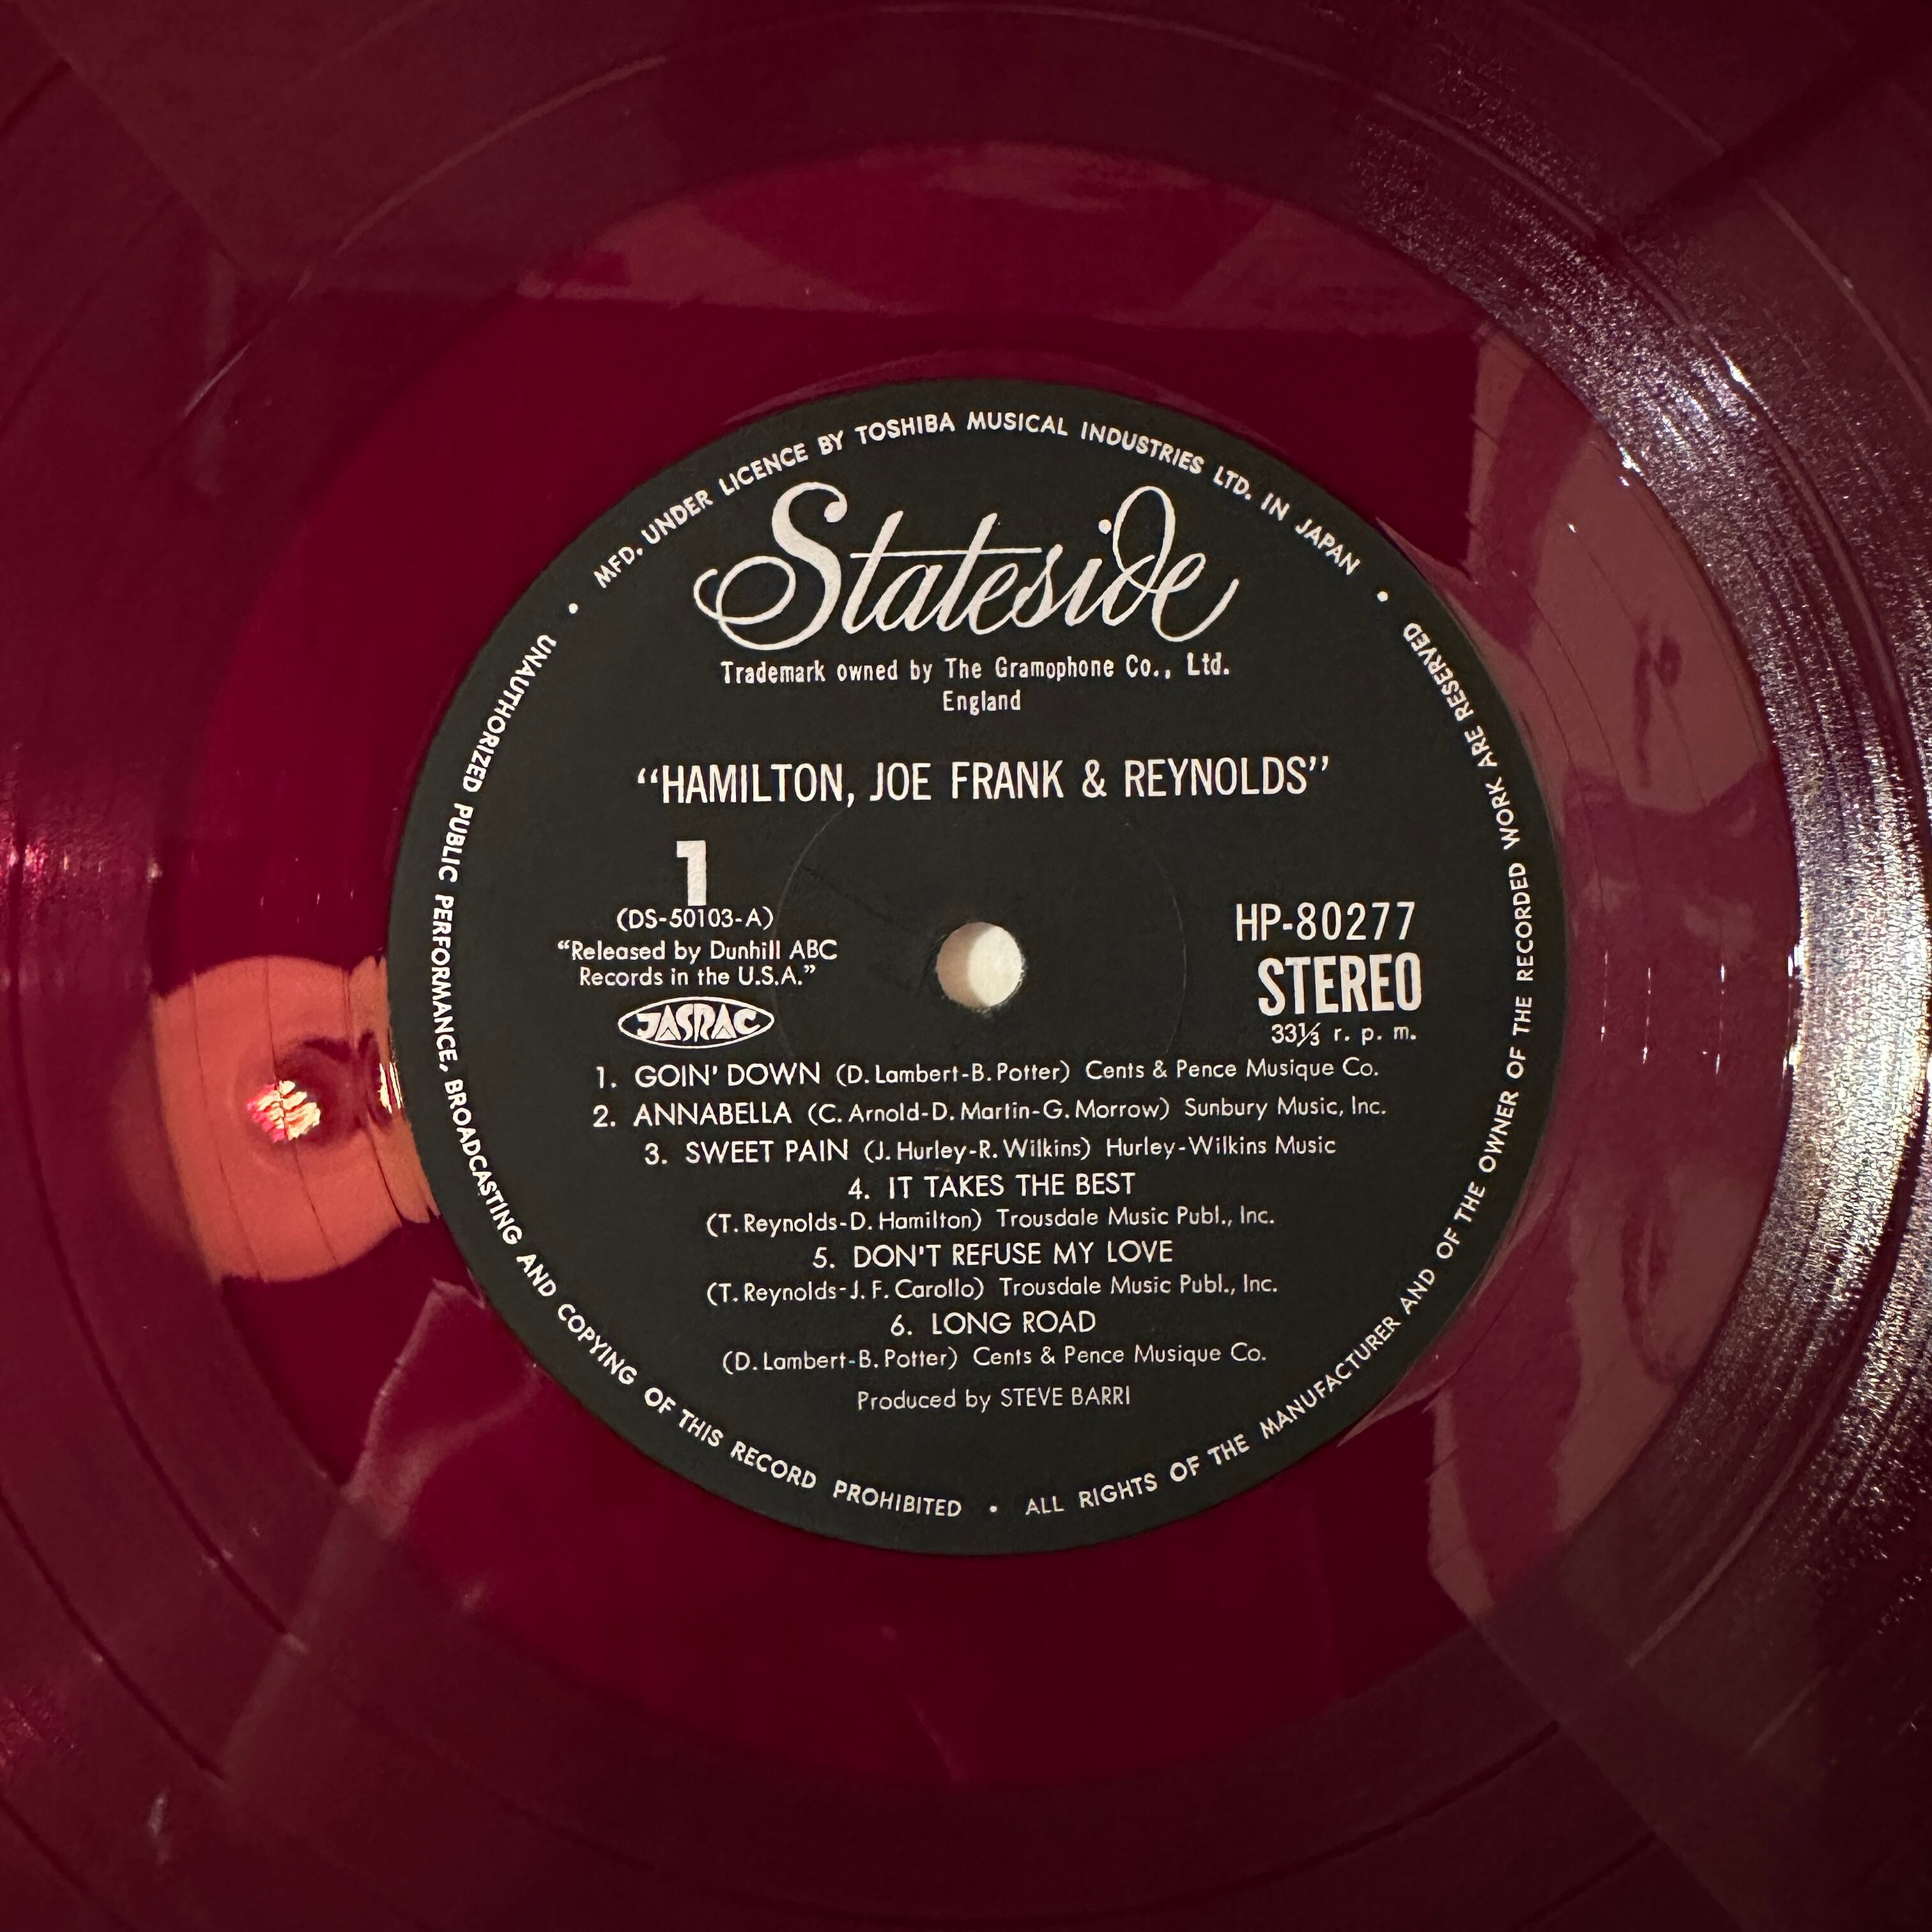 MFD. UNDER LICENCE BY TOSHIBA MUSICAL INDUSTRIES LTD. IN JAPAN •
Stateside
Trademark owned by The Gramophone Co., Ltd.
England
“HAMILTON, JOE FRANK & REYNOLDS”
1
(DS-50103-A)
“Released by Dunhill ABC
Records in the U.S.A.”
JASRAC
HP-80277
STEREO
33⅓ r. p. m.
1. GOIN' DOWN (D. Lambert-B. Potter) Cents & Pence Musique Co.
2. ANNABELLA (C. Arnold-D. Martin-G. Morrow) Sunbury Music, Inc.
3. SWEET PAIN (J. Hurley-R. Wilkins) Hurley-Wilkins Music
4. IT TAKES THE BEST
(T. Reynolds-D. Hamilton) Trousdale Music Publ., Inc.
5. DON'T REFUSE MY LOVE
(T. Reynolds-J. F. Carollo) Trousdale Music Publ., Inc.
6. LONG ROAD
(D. Lambert-B. Potter) Cents & Pence Musique Co.
Produced by STEVE BARRI
ALL RIGHTS OF THE MANUFACTURER AND OF THE OWNER OF THE RECORDED WORK ARE RESERVED •
UNAUTHORIZED PUBLIC PERFORMANCE, BROADCASTING AND COPYING OF THIS RECORD PROHIBITED •